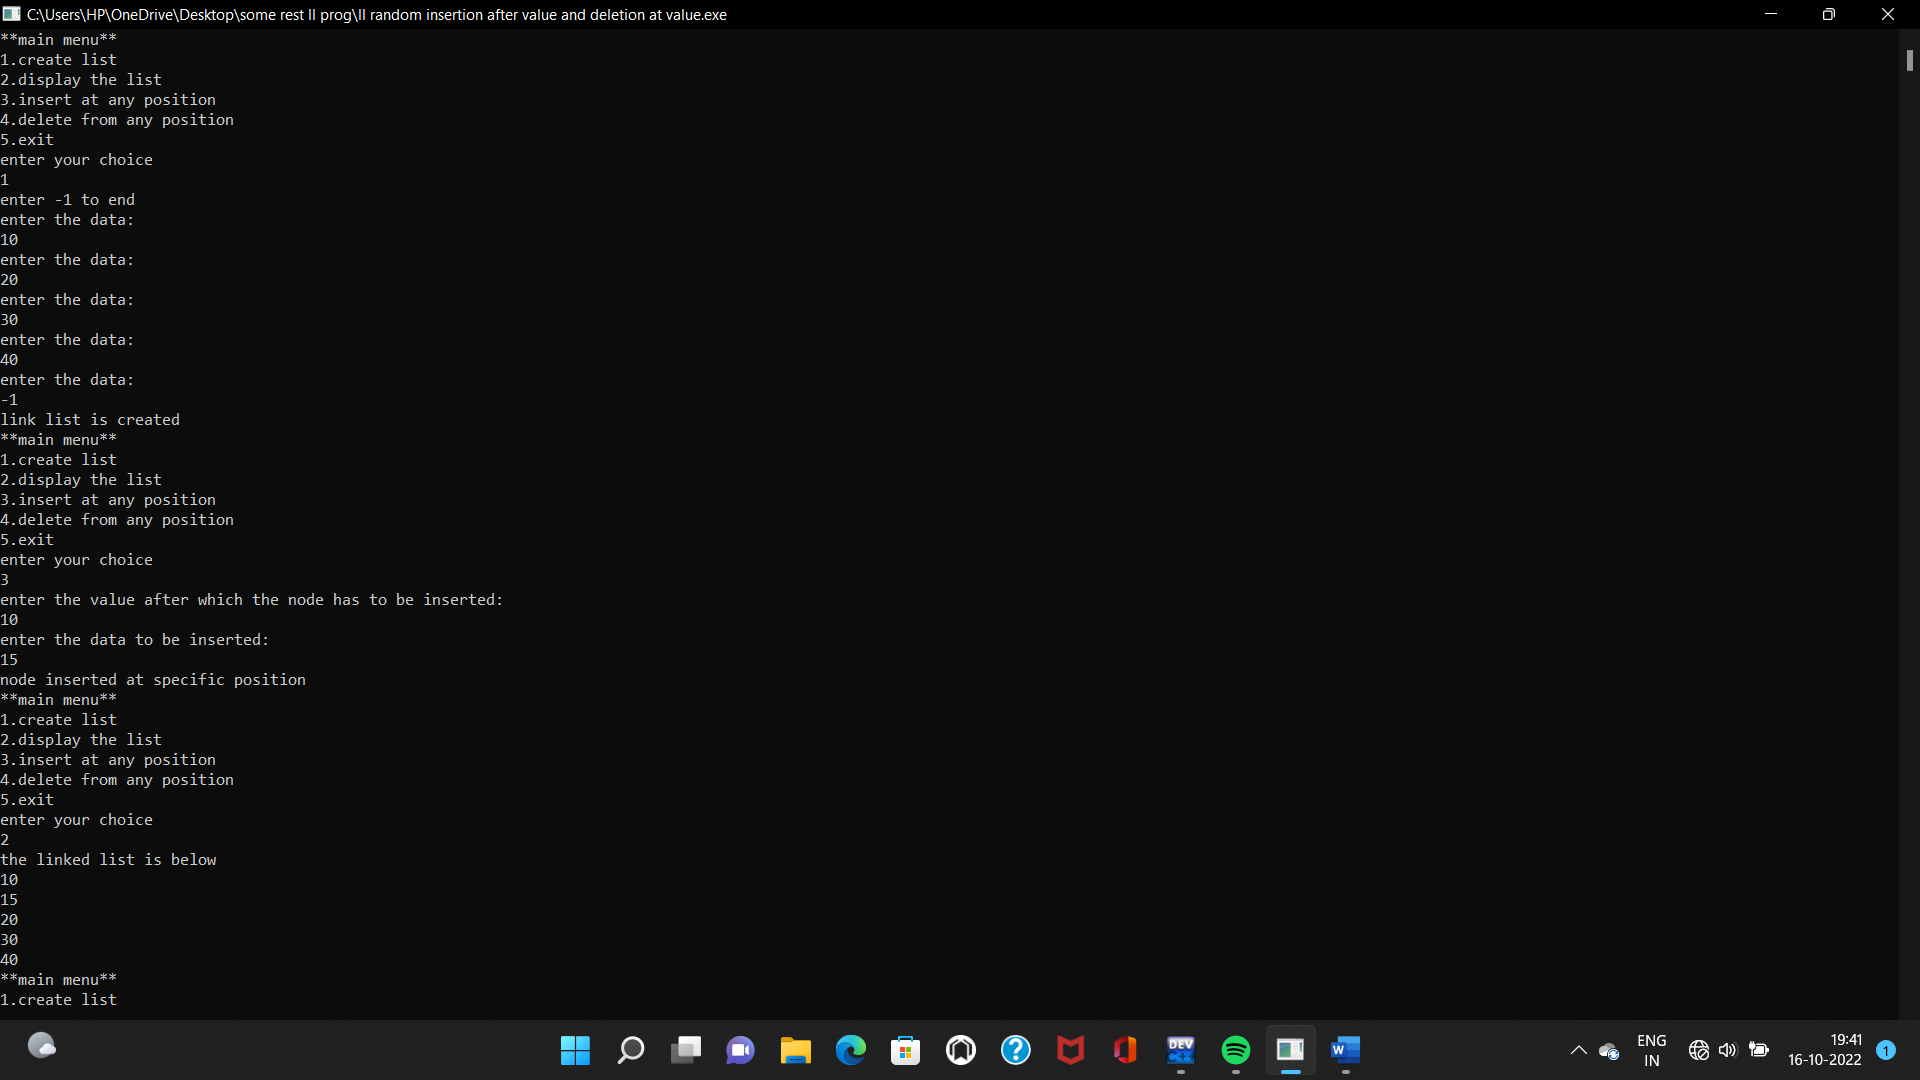 C:\Users\HP\OneDrive\Desktop\some rest ll prog\ll random insertion after value and deletion at value.exe
**main menu**
1.create list
2.display the list
3.insert at any position
4.delete from any position
5.exit
enter your choice
1
enter -1 to end
enter the data:
10
enter the data:
20
enter the data:
30
enter the data:
40
enter the data:
-1
link list is created
**main menu**
1.create list
2.display the list
3.insert at any position
4.delete from any position
5.exit
enter your choice
3
enter the value after which the node has to be inserted:
10
enter the data to be inserted:
15
node inserted at specific position
**main menu**
1.create list
2.display the list
3.insert at any position
4.delete from any position
5.exit
enter your choice
2
the linked list is below
10
15
20
30
40
**main menu**
1.create list
DEV
C++
W
ENG
IN
19:41
16-10-2022
1